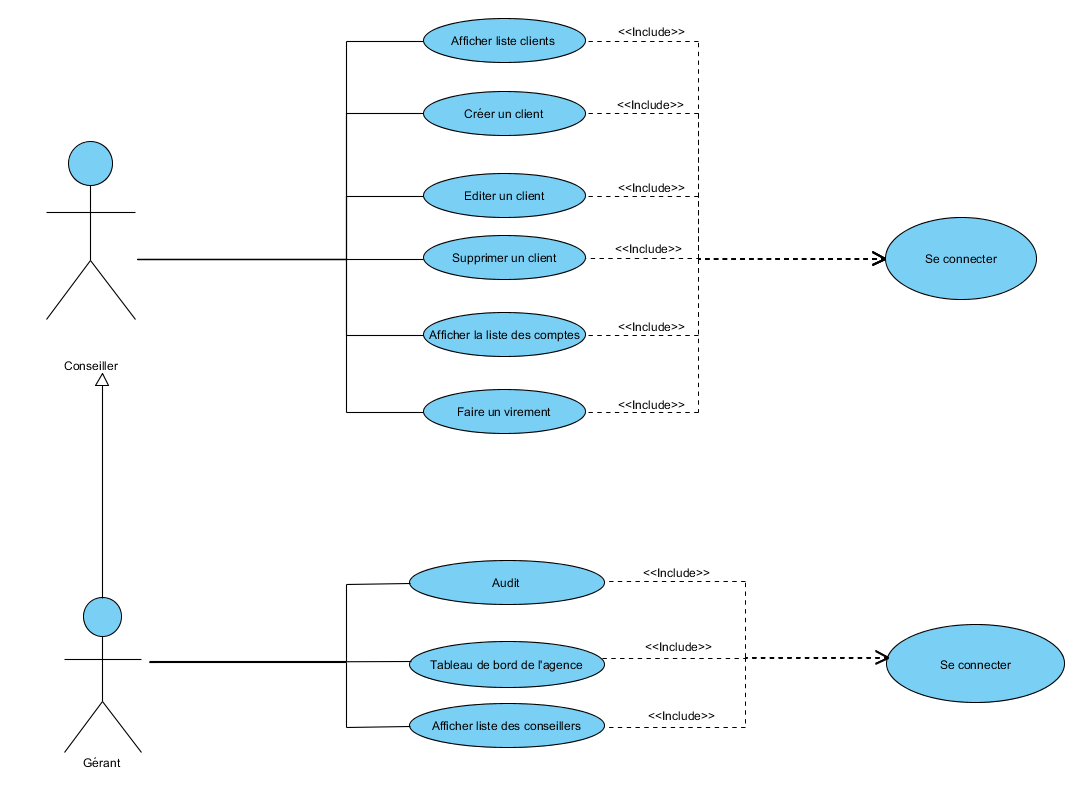 Afficher liste clients
<<Include>>
Créer un client
<<Include>>
Editer un client
<<Include>>
Supprimer un client
<<Include>>
Se connecter
Afficher la liste des comptes
<<Include>>
Conseiller
Faire un virement
<<Include>>
Audit
<<Include>>
Tableau de bord de l'agence
<<Include>>
Se connecter
Afficher liste des conseillers
<<Include>>
Gérant